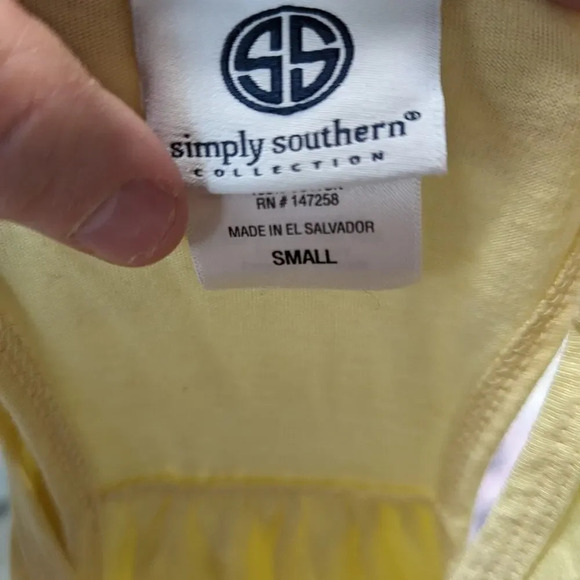 SS
simply southern®
COLLECTION
RN # 147258
MADE IN EL SALVADOR
SMALL